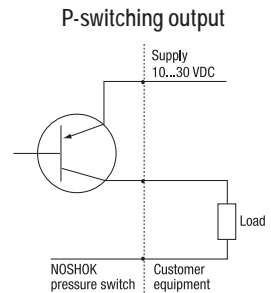 P-switching output
Supply
10...30 VDC
Load
NOSHOK
pressure switch
Customer
equipment